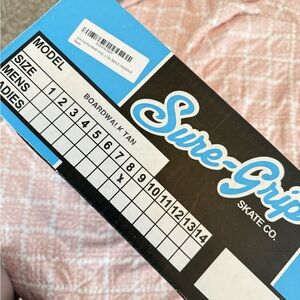 MODEL
BOARDWALK TAN
SIZE 1 2 3 4 5 6 7 8 9 10 11 12 13 14
MENS
LADIES
Sure-Grip
SKATE CO.